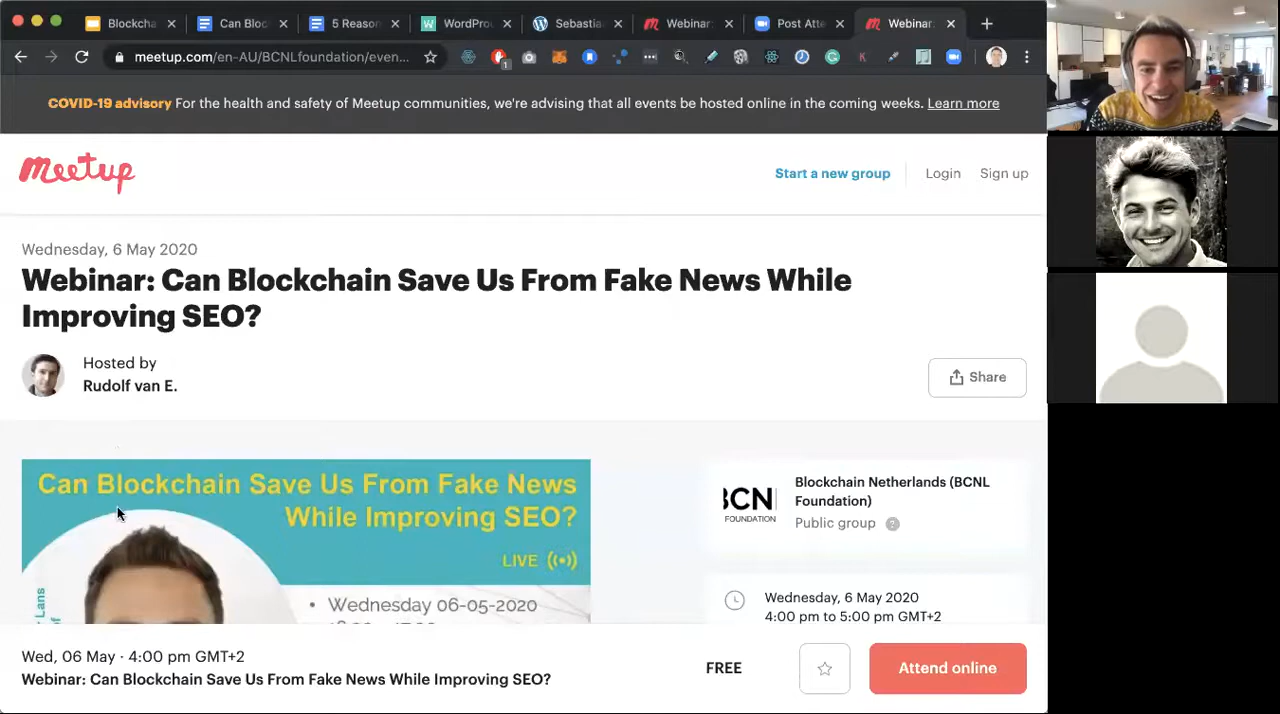 Blockcha
Can Bloc
5 Reason
WordProu
Sebastia
Webinar:
Post Atte
Webinar:
meetup.com/en-AU/BCNLfoundation/even...
1
K
COVID-19 advisory For the health and safety of Meetup communities, we're advising that all events be hosted online in the coming weeks. Learn more
meetup
Start a new group
Login
Sign up
Wednesday, 6 May 2020
Webinar: Can Blockchain Save Us From Fake News While
Improving SEO?
Hosted by
Rudolf van E.
Share
Can Blockchain Save Us From Fake News
While Improving SEO?
LIVE
• Wednesday 06-05-2020
BCN
FOUNDATION
Blockchain Netherlands (BCNL
Foundation)
Public group ?
Wednesday, 6 May 2020
4:00 pm to 5:00 pm GMT+2
Wed, 06 May · 4:00 pm GMT+2
Webinar: Can Blockchain Save Us From Fake News While Improving SEO?
FREE
Attend online